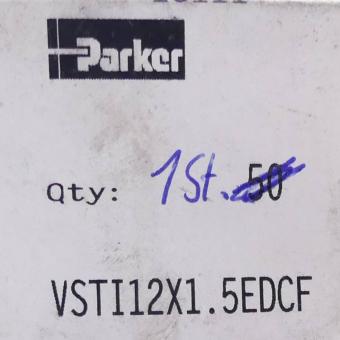 Parker
Qty: 1St. 50
VSTI12X1.5EDCF